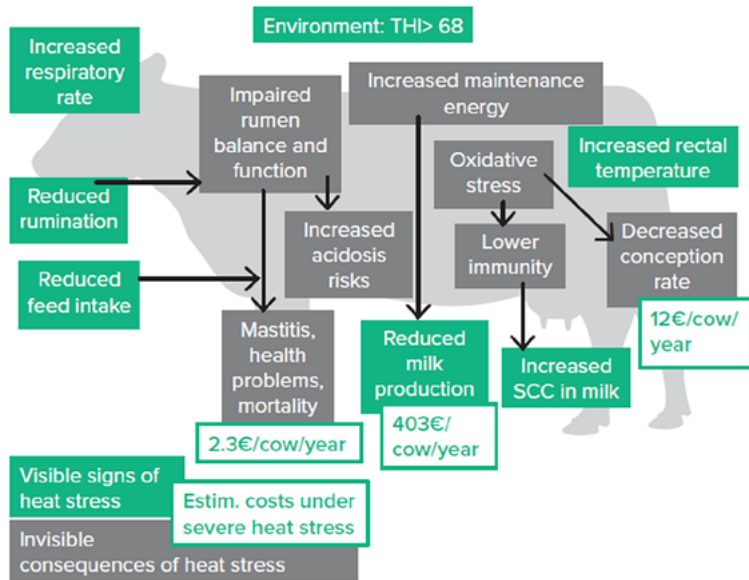 Environment: THI> 68
Increased
respiratory
rate
Impaired
rumen
balance and
function
Increased maintenance
energy
Oxidative
stress
Increased rectal
temperature
Reduced
rumination
Increased
acidosis
risks
Lower
immunity
Decreased
conception
rate
Reduced
feed intake
12€/cow/
year
Mastitis,
health
problems,
mortality
Reduced
milk
production
Increased
SCC in milk
2.3€/cow/year
403€/
cow/year
Visible signs of
heat stress
Estim. costs under
severe heat stress
Invisible
consequences of heat stress